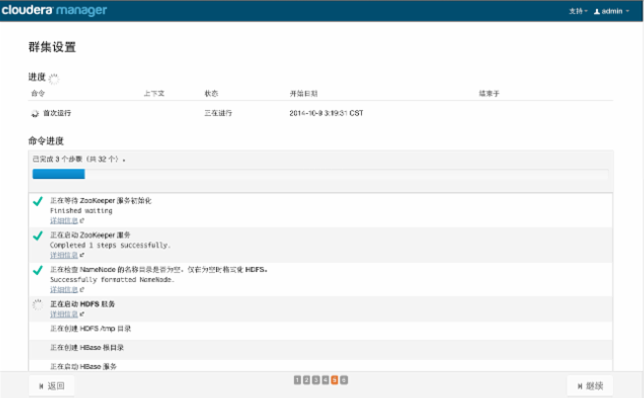 cloudera manager
支持 admin
群集设置
进度
命令 上下文 状态 开始日期 结束于
首次运行 正在进行 2014-10-8 3:19:31 CST
命令进度
已完成 3 个步骤（共 32 个）。
正在等待 ZooKeeper 服务初始化
Finished waiting
详细信息
正在启动 ZooKeeper 服务
Completed 1 steps successfully.
详细信息
正在检查 NameNode 的名称目录是否为空。仅在为空时格式化 HDFS。
Successfully formatted NameNode.
详细信息
正在启动 HDFS 服务
详细信息
正在创建 HDFS /tmp 目录
正在创建 HBase 根目录
正在启动 HBase 服务
返回 1 2 3 4 5 6 继续